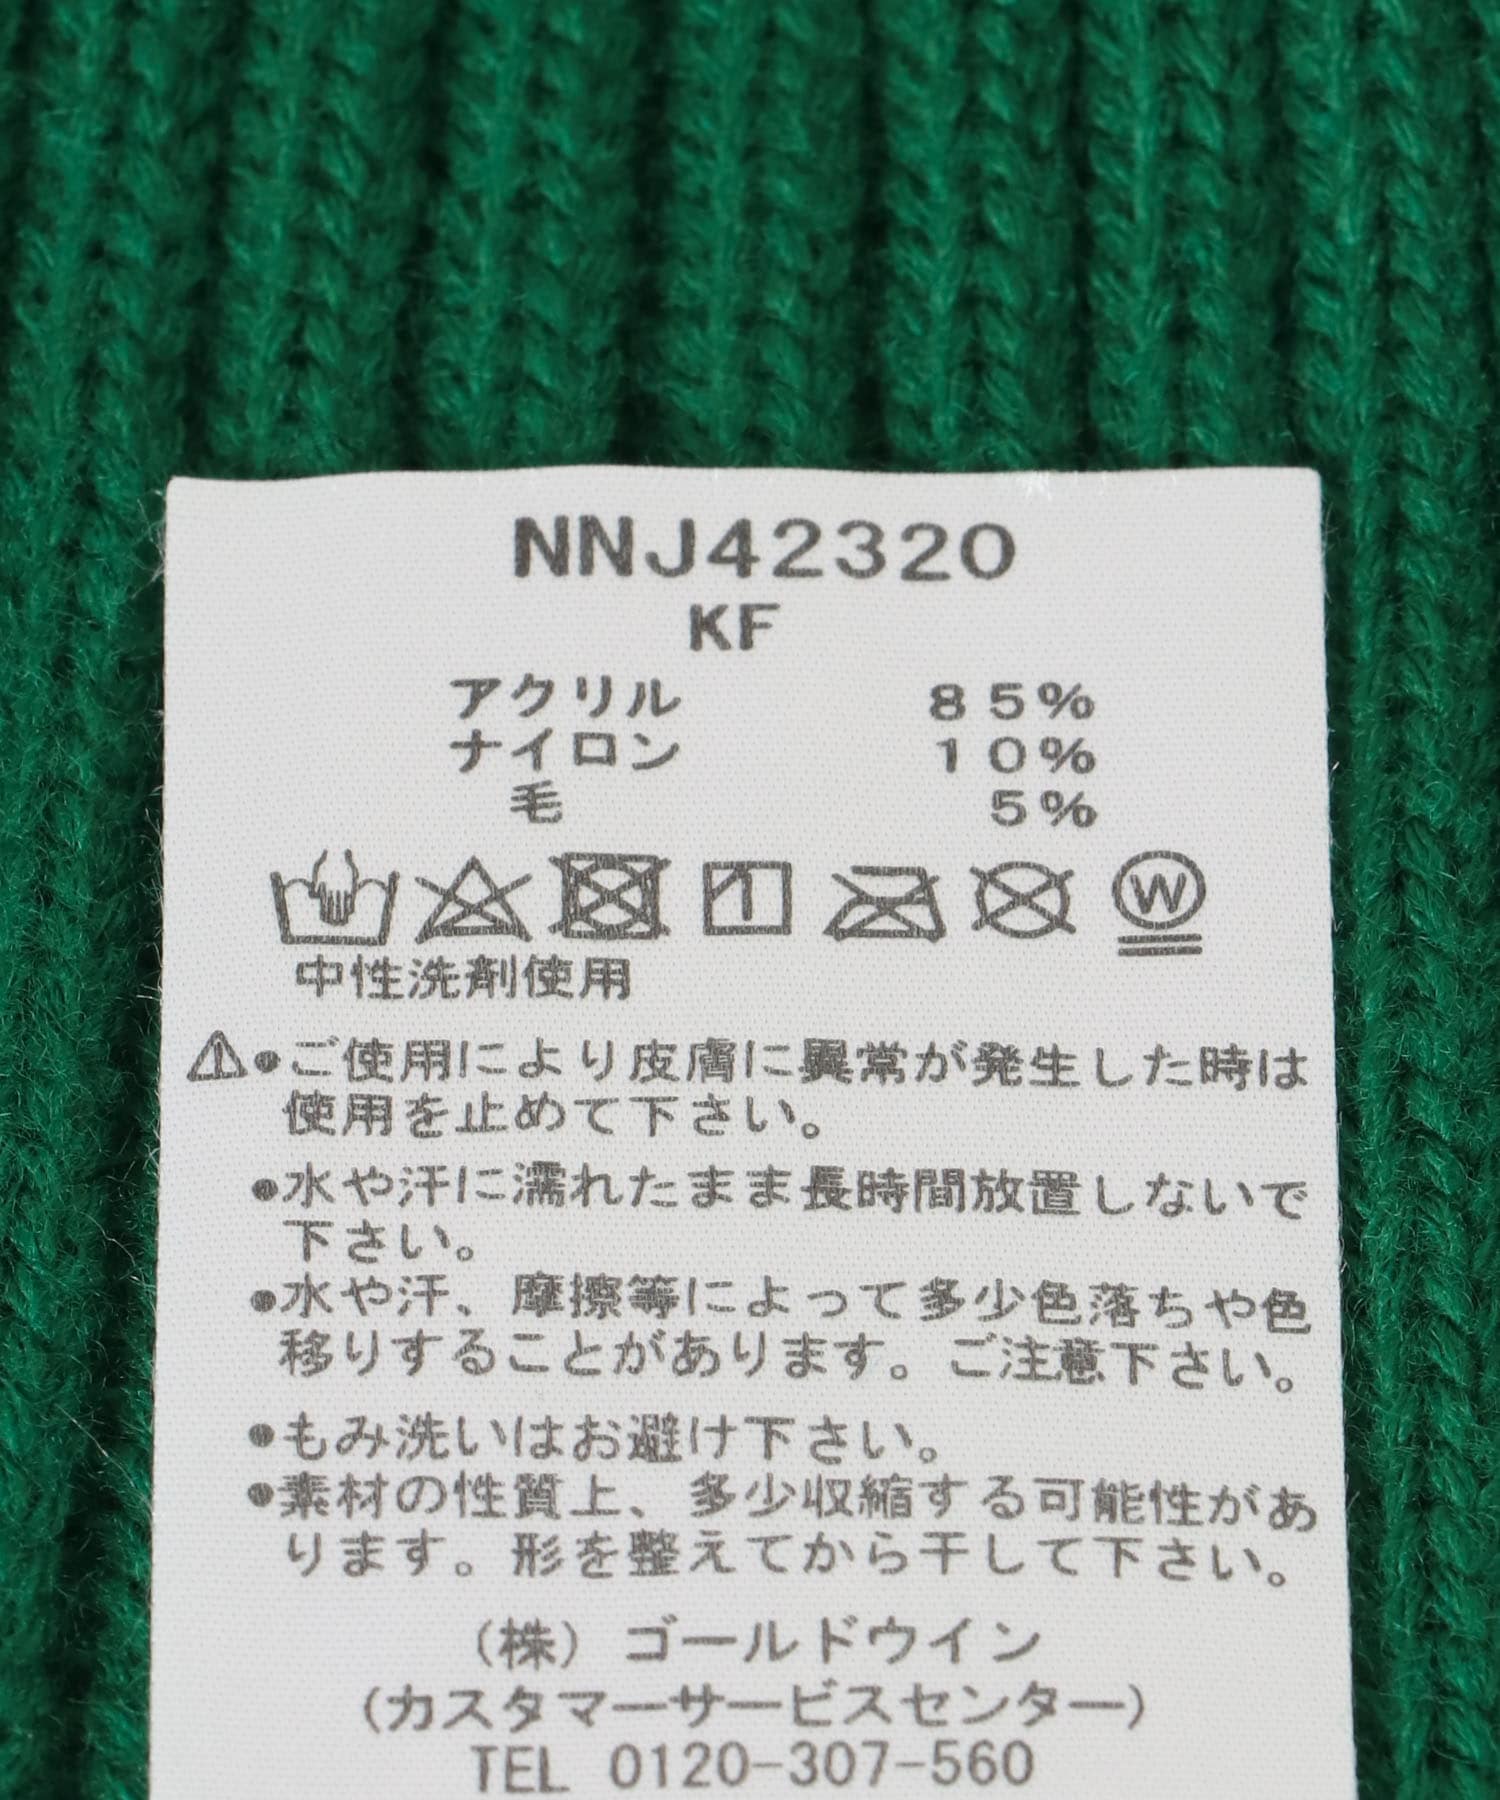 NNJ42320
KF
アクリル 85%
ナイロン 10%
毛 5%
W
中性洗剤使用
●ご使用により皮膚に異常が発生した時は
使用を止めて下さい。
●水や汗に濡れたまま長時間放置しないで
下さい。
●水や汗、摩擦等によって多少色落ちや色
移りすることがあります。ご注意下さい。
●もみ洗いはお避け下さい。
●素材の性質上、多少収縮する可能性があ
ります。形を整えてから干して下さい。
(株)ゴールドウイン
(カスタマーサービスセンター)
TEL 0120-307-560